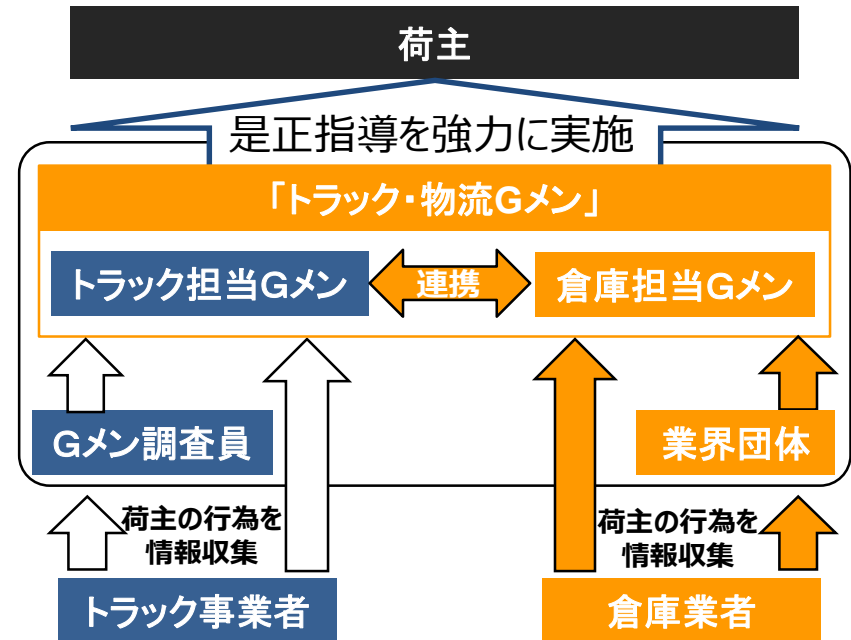 荷主
是正指導を強力に実施
「トラック・物流Gメン」
トラック担当Gメン
連携
倉庫担当Gメン
Gメン調査員
業界団体
荷主の行為を
情報収集
荷主の行為を
情報収集
トラック事業者
倉庫業者